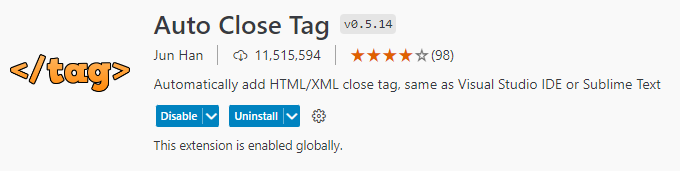 </tag>
Auto Close Tag v0.5.14
Jun Han 11,515,594 (98)
Automatically add HTML/XML close tag, same as Visual Studio IDE or Sublime Text
Disable Uninstall
This extension is enabled globally.